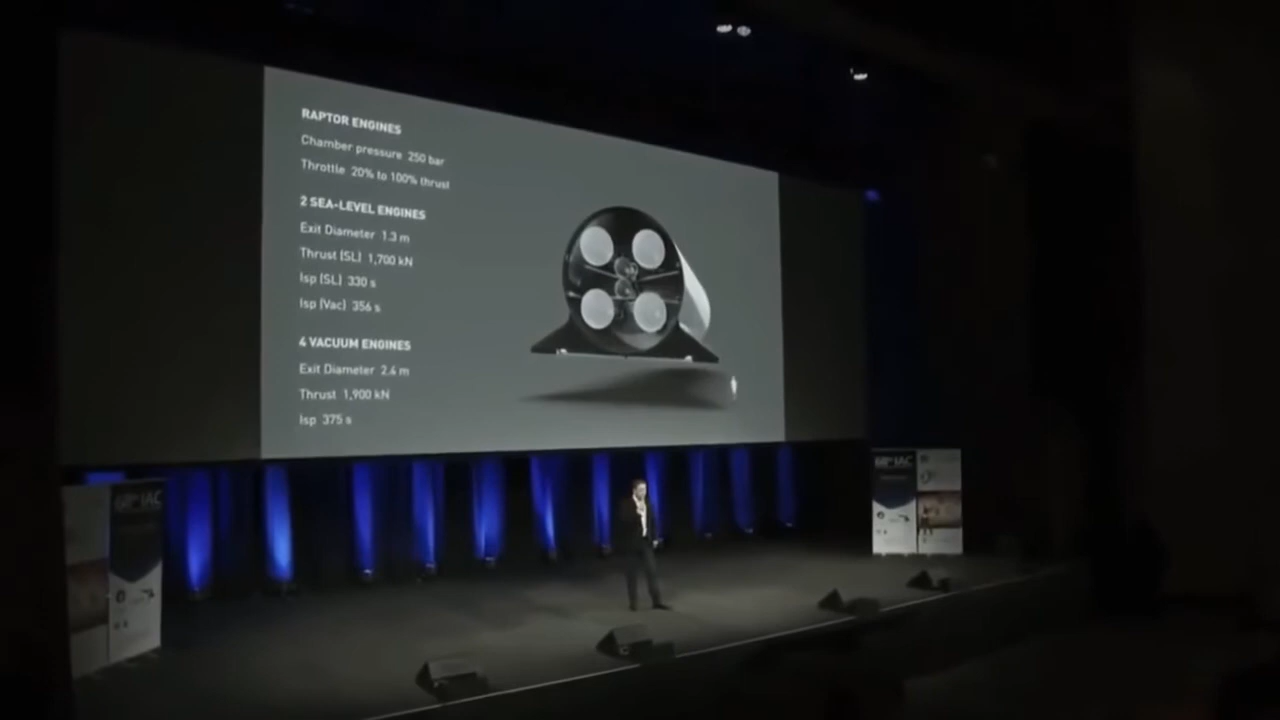 RAPTOR ENGINES
Chamber pressure 250 bar
Throttle 20% to 100% thrust
2 SEA-LEVEL ENGINES
Exit Diameter 1.3 m
Thrust (SL) 1,700 kN
Isp (SL) 330 s
Isp (Vac) 356 s
4 VACUUM ENGINES
Exit Diameter 2.4 m
Thrust 1,900 kN
Isp 375 s
68th IAC
68th IAC